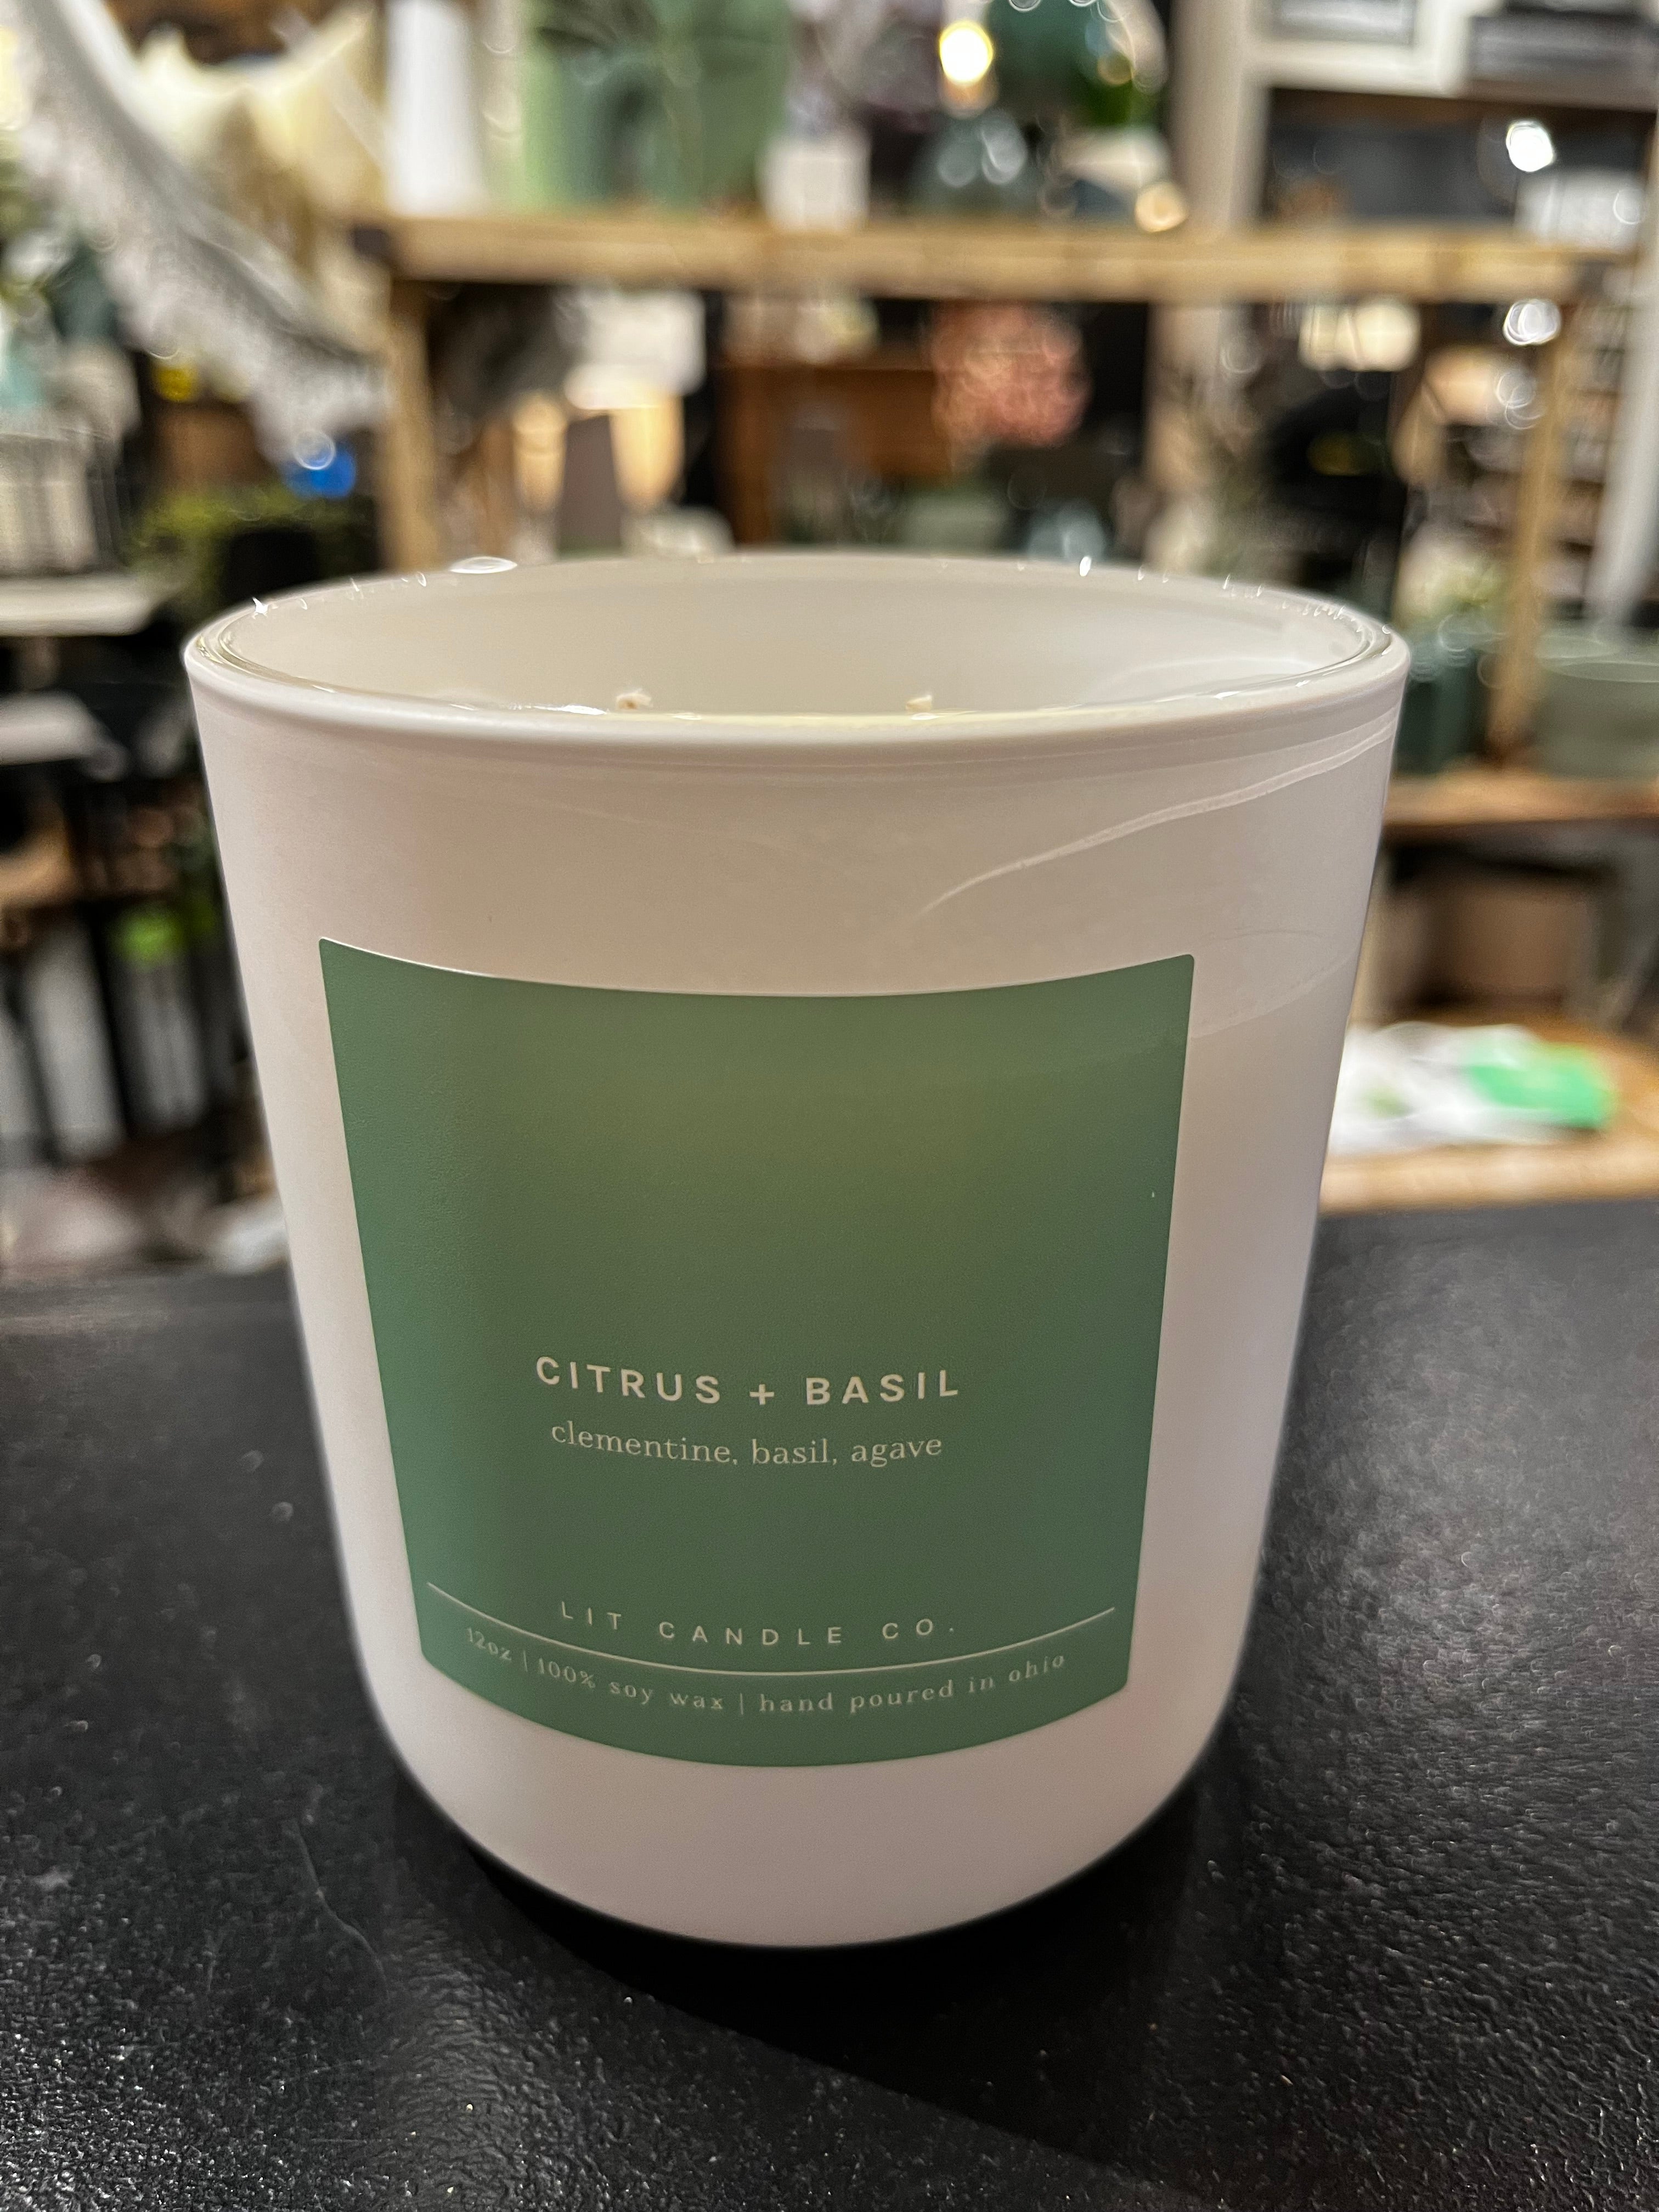 CITRUS + BASIL
clementine, basil, agave
LIT CANDLE CO.
12oz | 100% soy wax | hand poured in ohio